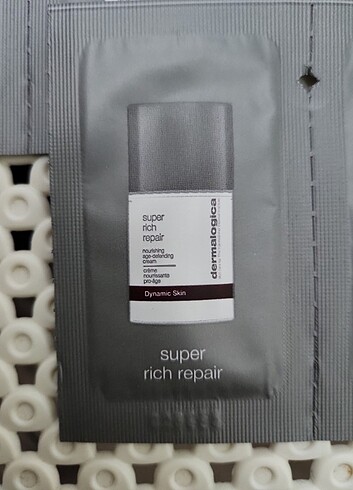 super
rich
repair
nourishing
age-defending
cream
crème
nourrissante
pro-âge
Dynamic Skin
dermalogica
super
rich repair